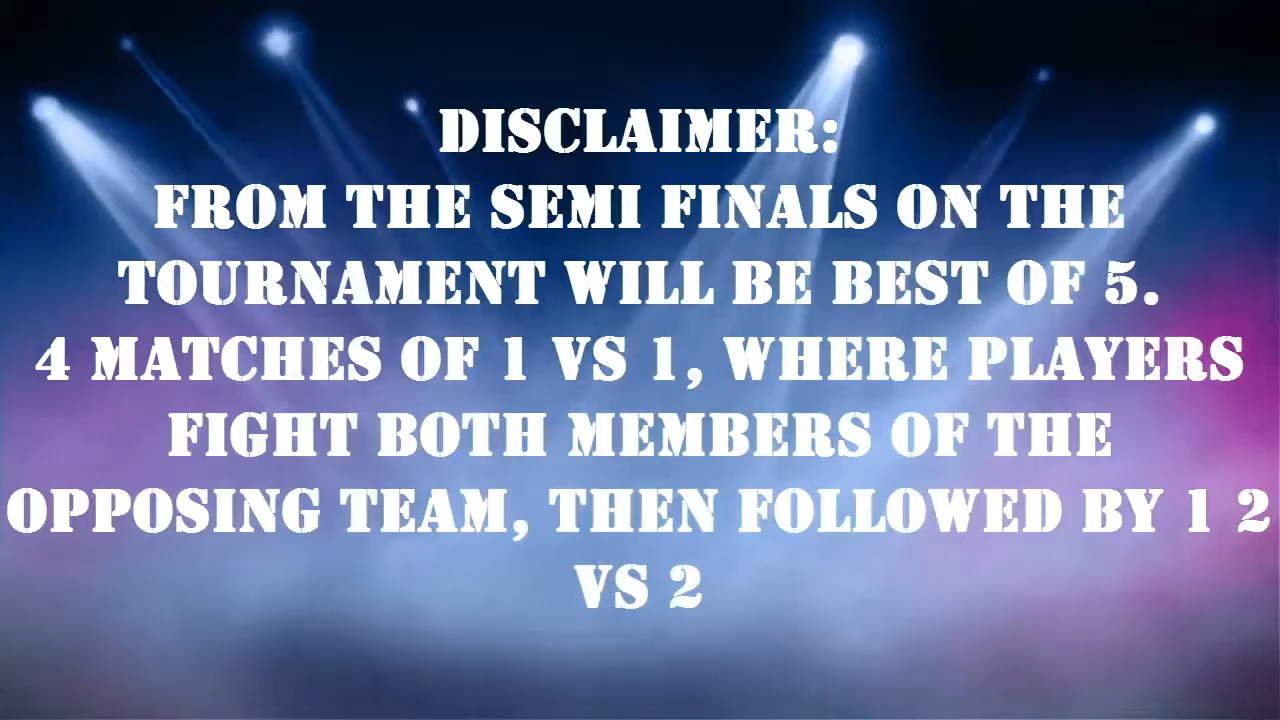 DISCLAIMER:
FROM THE SEMI FINALS ON THE
TOURNAMENT WILL BE BEST OF 5.
4 MATCHES OF 1 VS 1, WHERE PLAYERS
FIGHT BOTH MEMBERS OF THE
OPPOSING TEAM, THEN FOLLOWED BY 1 2
VS 2